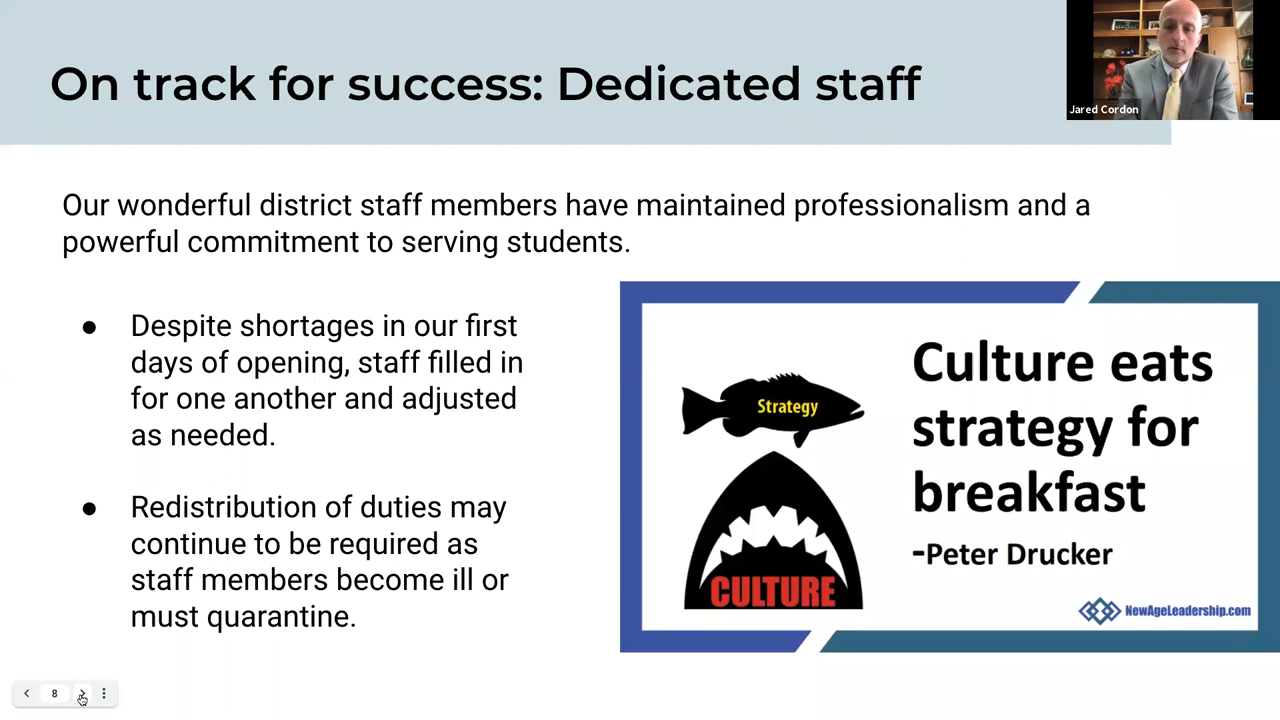 On track for success: Dedicated staff
Jared Cordon
Our wonderful district staff members have maintained professionalism and a
powerful commitment to serving students.
● Despite shortages in our first
days of opening, staff filled in
for one another and adjusted
as needed.
● Redistribution of duties may
continue to be required as
staff members become ill or
must quarantine.
Strategy
CULTURE
Culture eats
strategy for
breakfast
-Peter Drucker
NewAgeLeadership.com
8